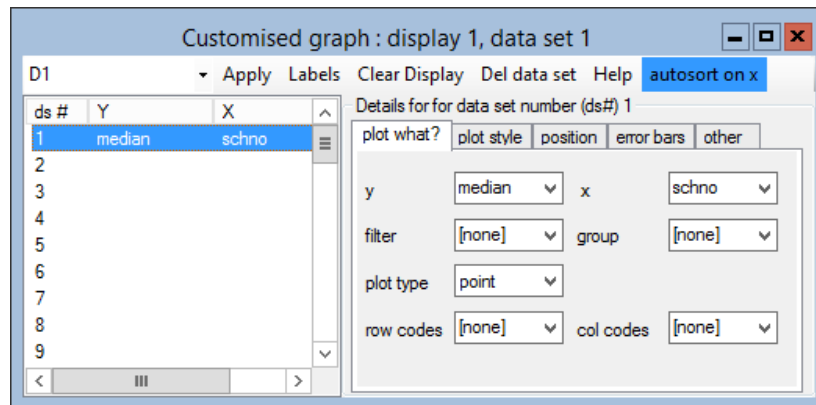 Customised graph : display 1, data set 1
D1 Apply Labels Clear Display Del data set Help autosort on x
ds # Y X
1 median schno
2
3
4
5
6
7
8
9
Details for for data set number (ds#) 1
plot what? plot style position error bars other
y median x schno
filter [none] group [none]
plot type point
row codes [none] col codes [none]